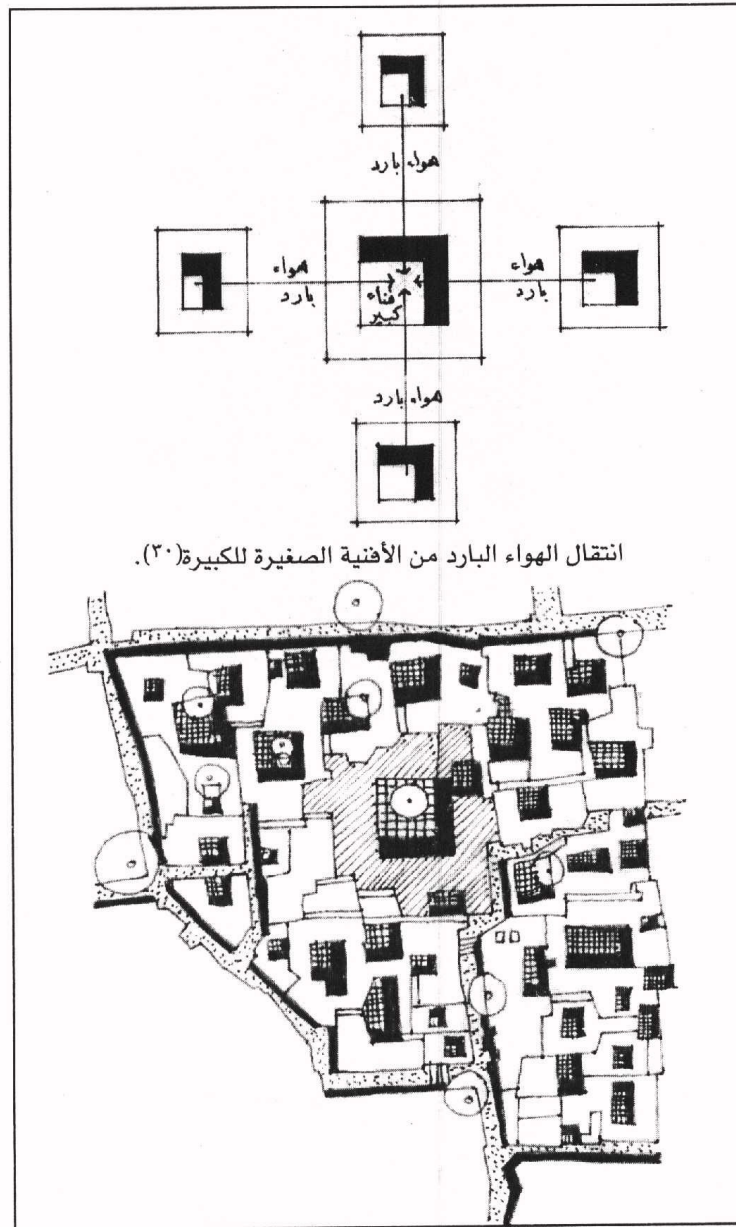 هواء بارد
هواء
بارد
فناء
كبير
هواء
بارد
هواء بارد
انتقال الهواء البارد من الأفنية الصغيرة للكبيرة(٣٠).